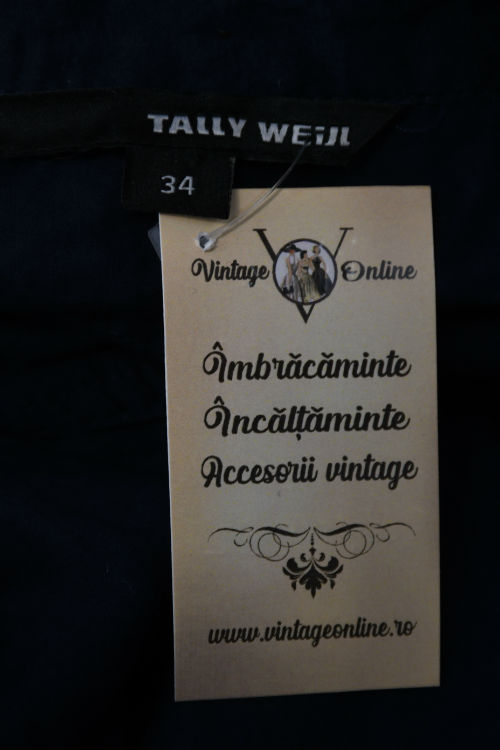 TALLY WEiJL
34
Vintage Online
Îmbrăcăminte
Încălțăminte
Accesorii vintage
www.vintageonline.ro